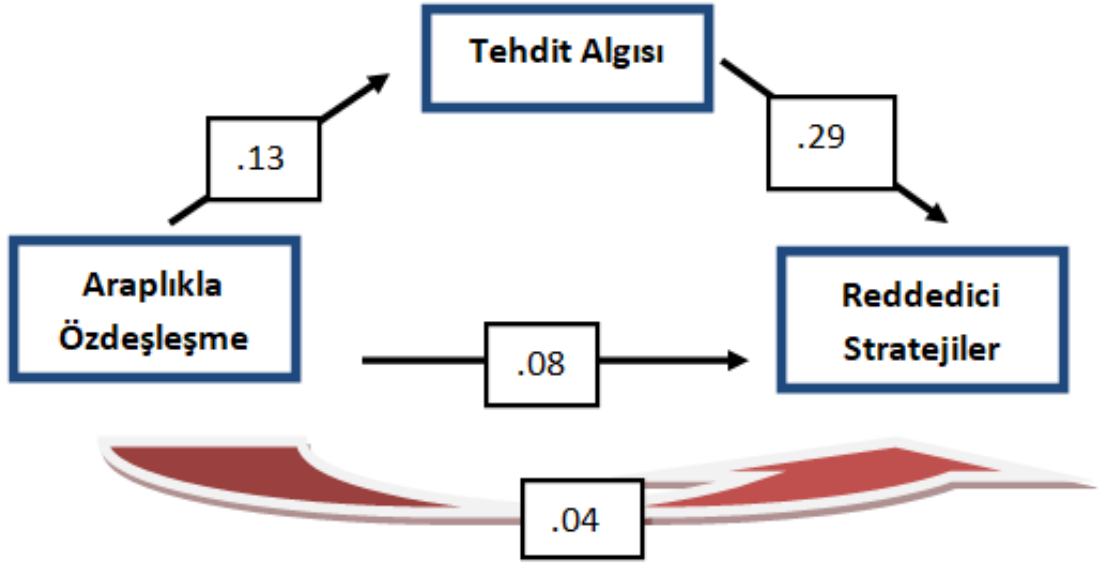 Tehdit Algısı
.13
.29
Araplıkla
Özdeşleşme
Reddedici
Stratejiler
.08
.04